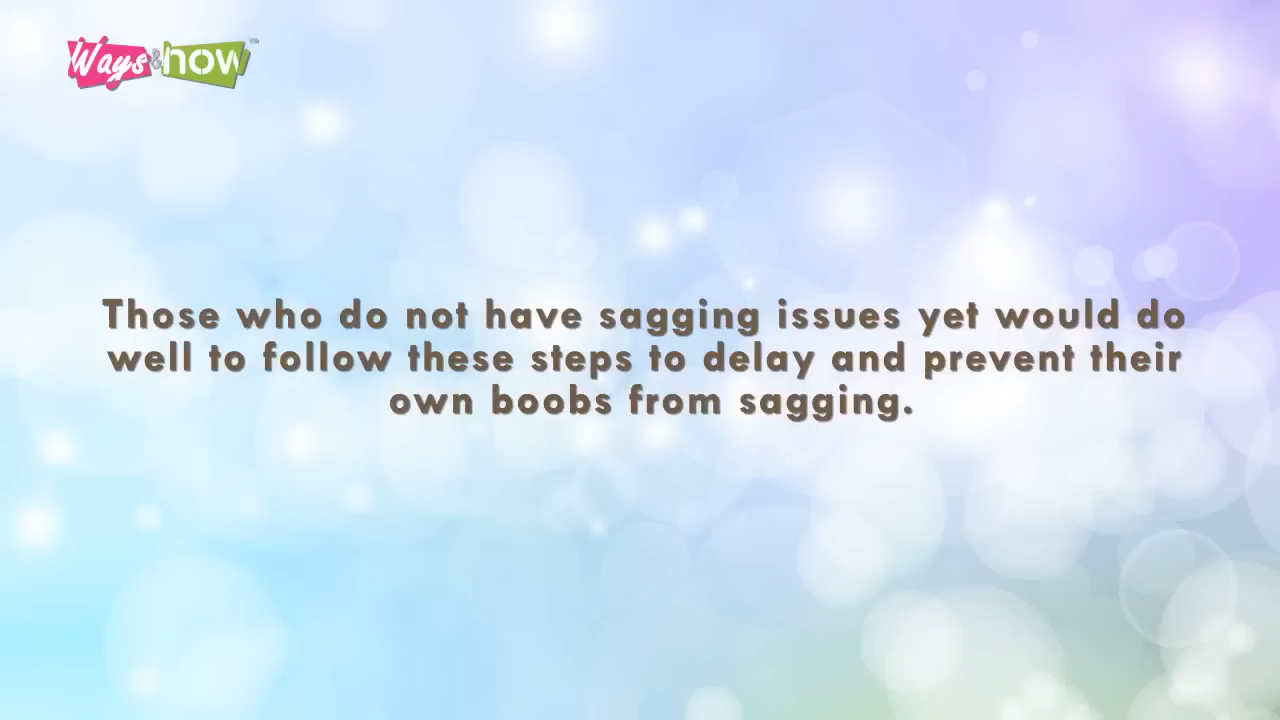 Ways&how™
Those who do not have sagging issues yet would do
well to follow these steps to delay and prevent their
own boobs from sagging.